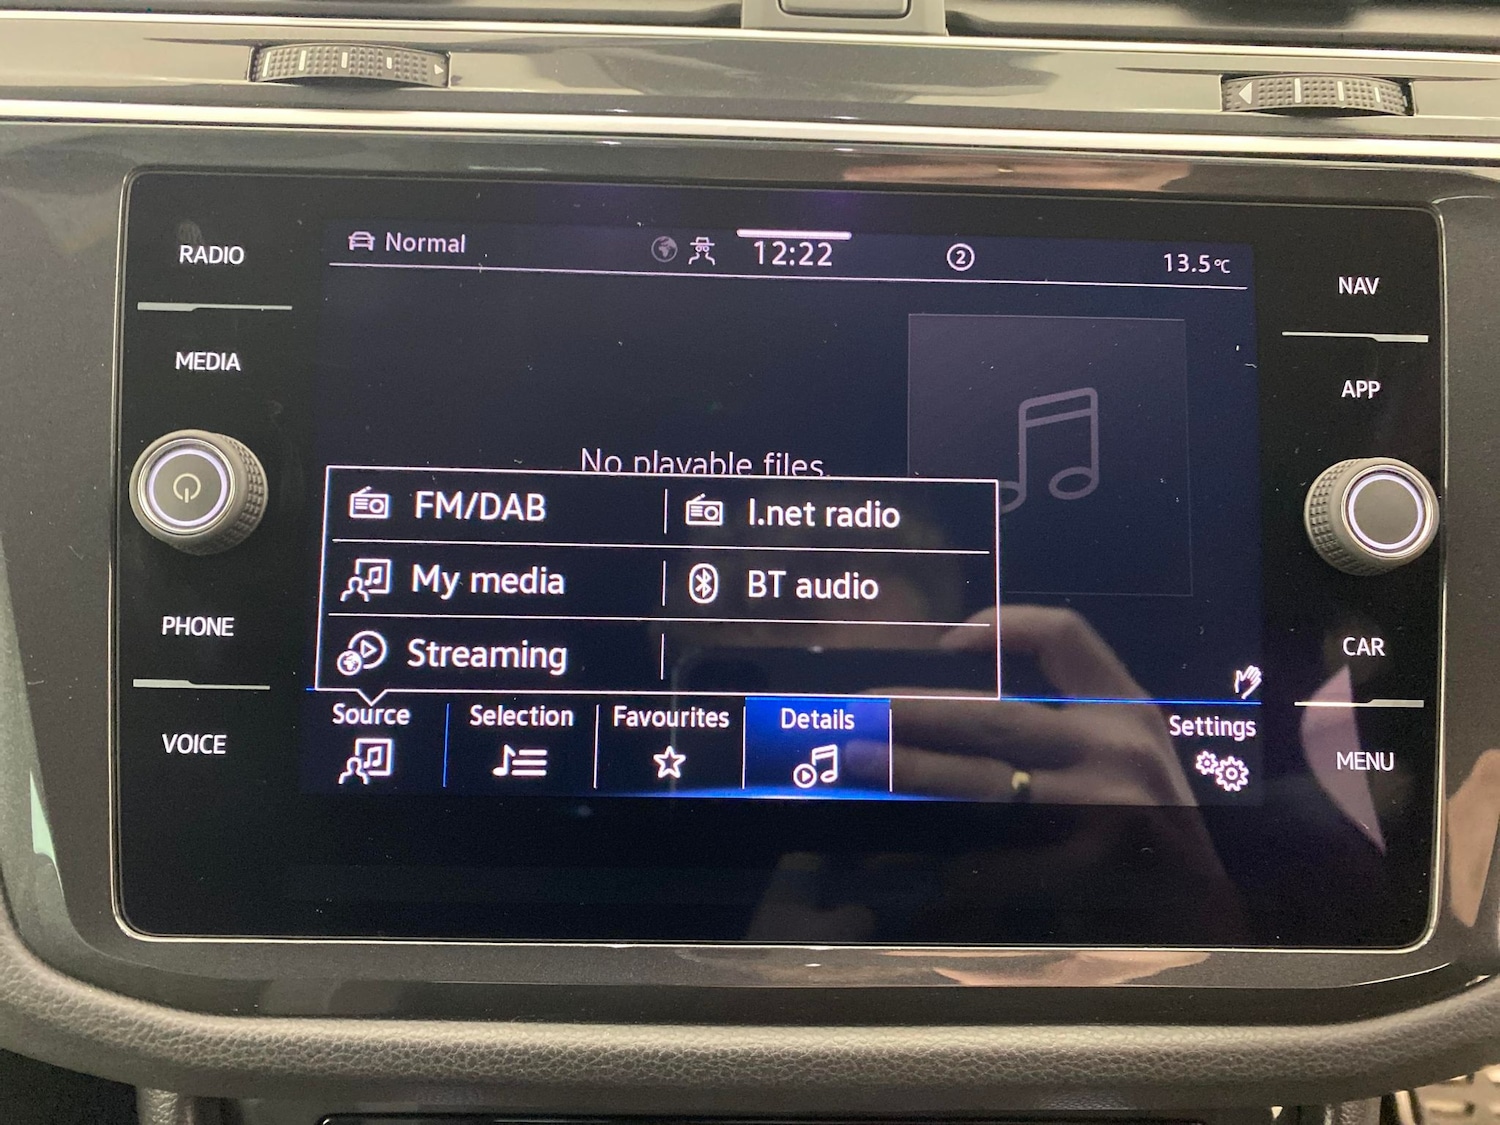 RADIO
MEDIA
PHONE
VOICE
Normal
12:22
2
13.5°C
No playable files.
FM/DAB
I.net radio
My media
BT audio
Streaming
Source
Selection
Favourites
Details
Settings
NAV
APP
CAR
MENU